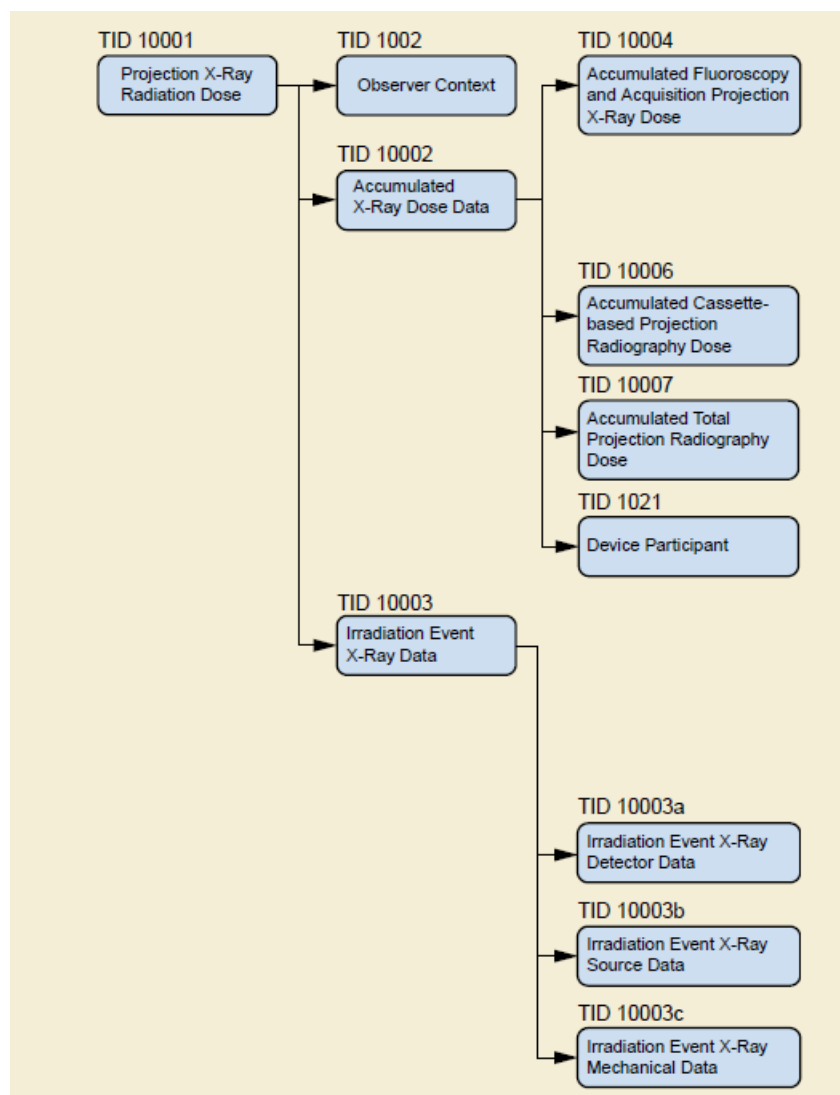 TID 10001
Projection X-Ray
Radiation Dose
TID 1002
Observer Context
TID 10002
Accumulated
X-Ray Dose Data
TID 10004
Accumulated Fluoroscopy
and Acquisition Projection
X-Ray Dose
TID 10006
Accumulated Cassette-
based Projection
Radiography Dose
TID 10007
Accumulated Total
Projection Radiography
Dose
TID 1021
Device Participant
TID 10003
Irradiation Event
X-Ray Data
TID 10003a
Irradiation Event X-Ray
Detector Data
TID 10003b
Irradiation Event X-Ray
Source Data
TID 10003c
Irradiation Event X-Ray
Mechanical Data